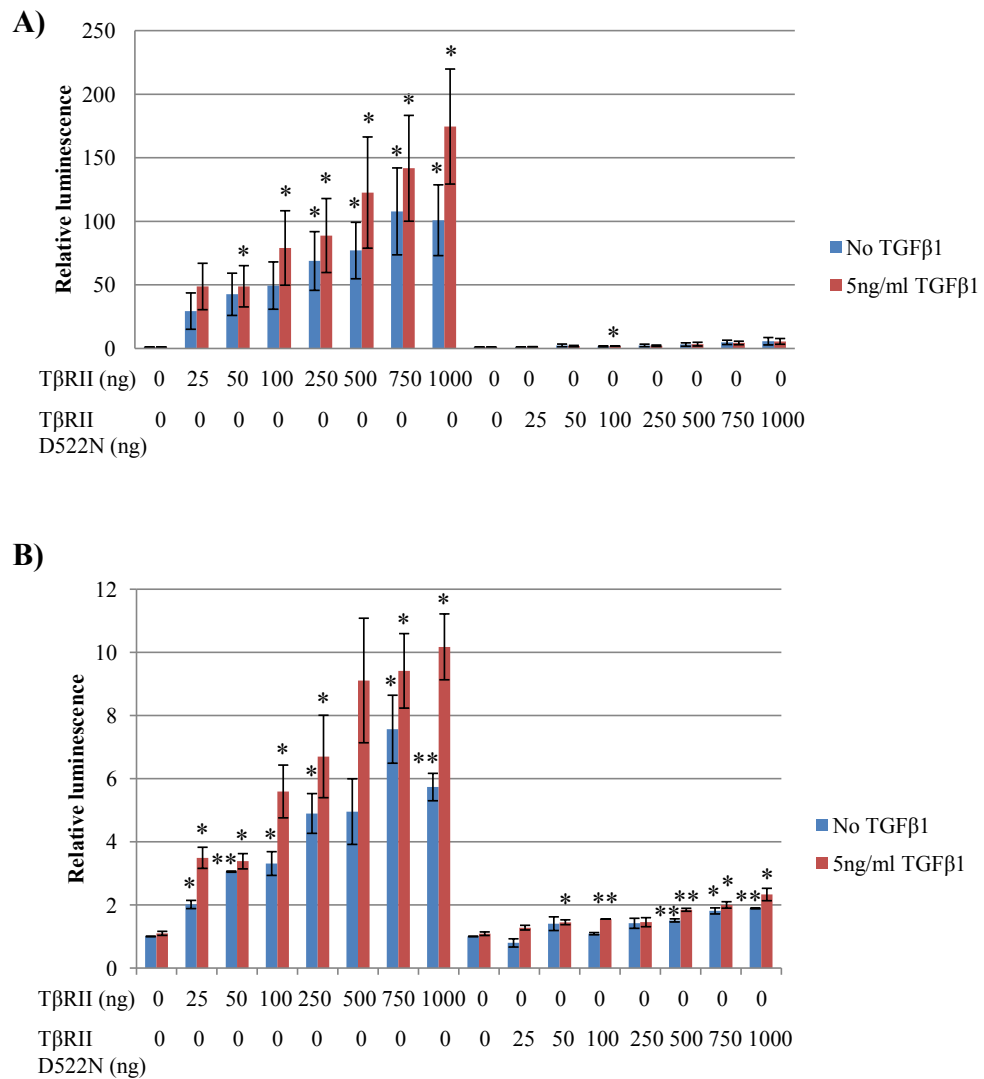 A)
250
200
150
100
50
0
Relative luminescence
* * * * * * * * * * *
No TGFβ1
5ng/ml TGFβ1
TβRII (ng) 0 25 50 100 250 500 750 1000 0 0 0 0 0 0 0 0
TβRII 0 0 0 0 0 0 0 0 0 25 50 100 250 500 750 1000
D522N (ng)
B)
12
10
8
6
4
2
0
Relative luminescence
* * ** * * * * * * * ** * * ** ** ** * * ** *
No TGFβ1
5ng/ml TGFβ1
TβRII (ng) 0 25 50 100 250 500 750 1000 0 0 0 0 0 0 0 0
TβRII 0 0 0 0 0 0 0 0 0 25 50 100 250 500 750 1000
D522N (ng)